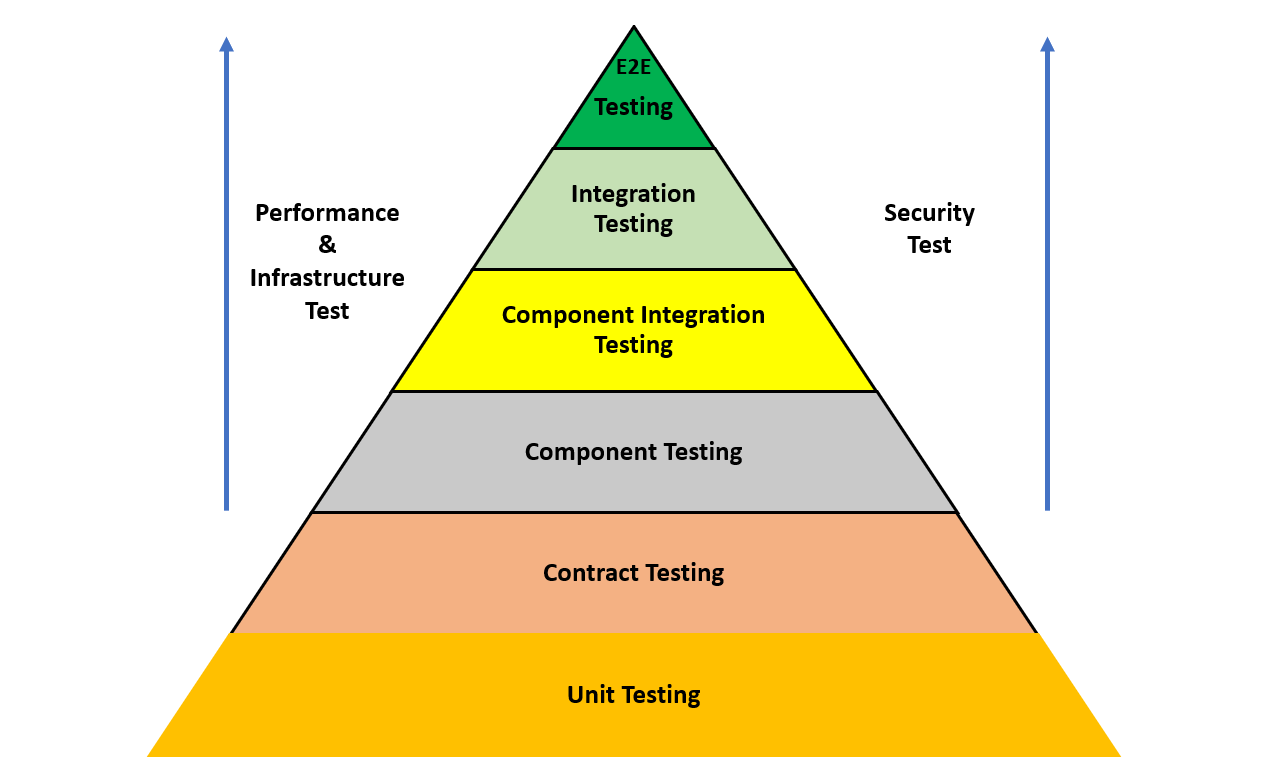 E2E
Testing
Integration
Testing
Performance
&
Infrastructure
Test
Security
Test
Component Integration
Testing
Component Testing
Contract Testing
Unit Testing